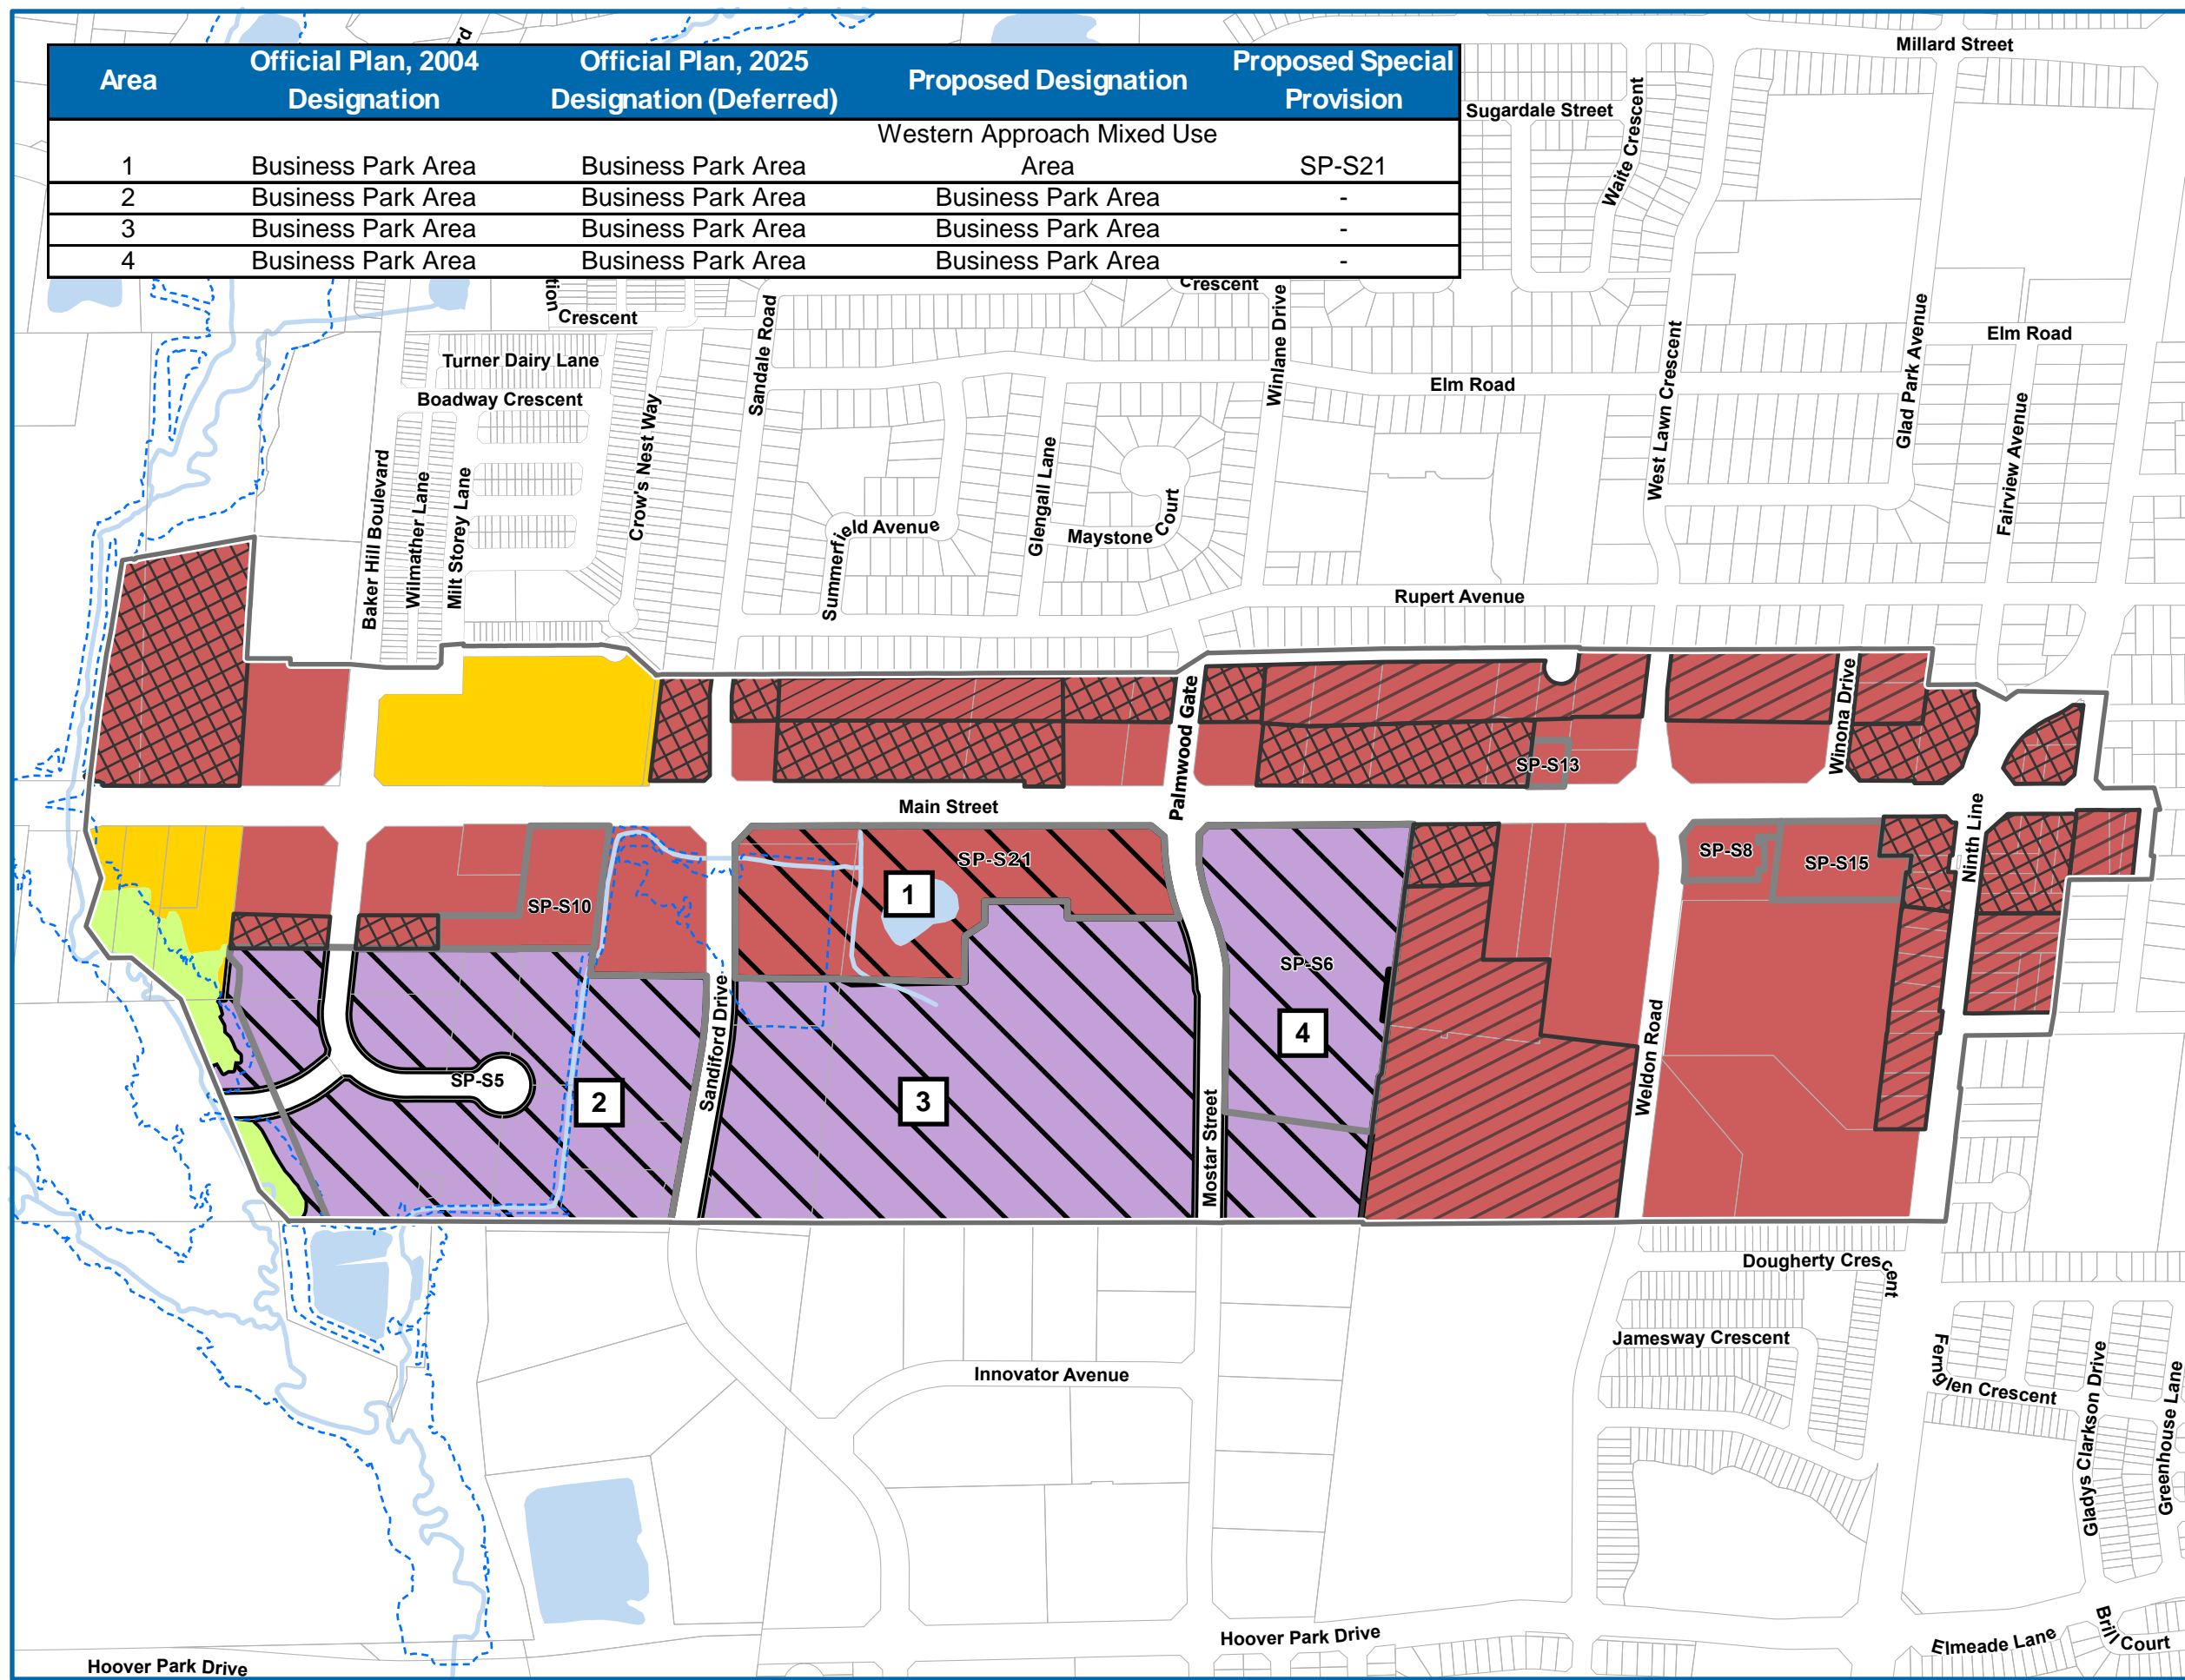 Area
Official Plan, 2004
Designation
Official Plan, 2025
Designation (Deferred)
Proposed Designation
Proposed Special
Provision
1
Business Park Area
Business Park Area
Western Approach Mixed Use
Area
SP-S21
2
Business Park Area
Business Park Area
Business Park Area
-
3
Business Park Area
Business Park Area
Business Park Area
-
4
Business Park Area
Business Park Area
Business Park Area
-
Millard Street
Sugardale Street
Waite Crescent
Crescent
Crescent
Turner Dairy Lane
Boadway Crescent
Sandale Road
Winlane Drive
Elm Road
Elm Road
West Lawn Crescent
Glad Park Avenue
Fairview Avenue
Baker Hill Boulevard
Wilmather Lane
Milt Storey Lane
Crow's Nest Way
Summerfield Avenue
Glengall Lane
Maystone Court
Rupert Avenue
Palmwood Gate
Winona Drive
SP-S13
Main Street
Ninth Line
SP-S21
SP-S8
SP-S15
1
SP-S10
SP-S6
4
SP-S5
2
3
Sandiford Drive
Mostar Street
Weldon Road
Dougherty Crescent
Jamesway Crescent
Innovator Avenue
Fernglen Crescent
Gladys Clarkson Drive
Greenhouse Lane
Hoover Park Drive
Hoover Park Drive
Elmeade Lane
Brill Court